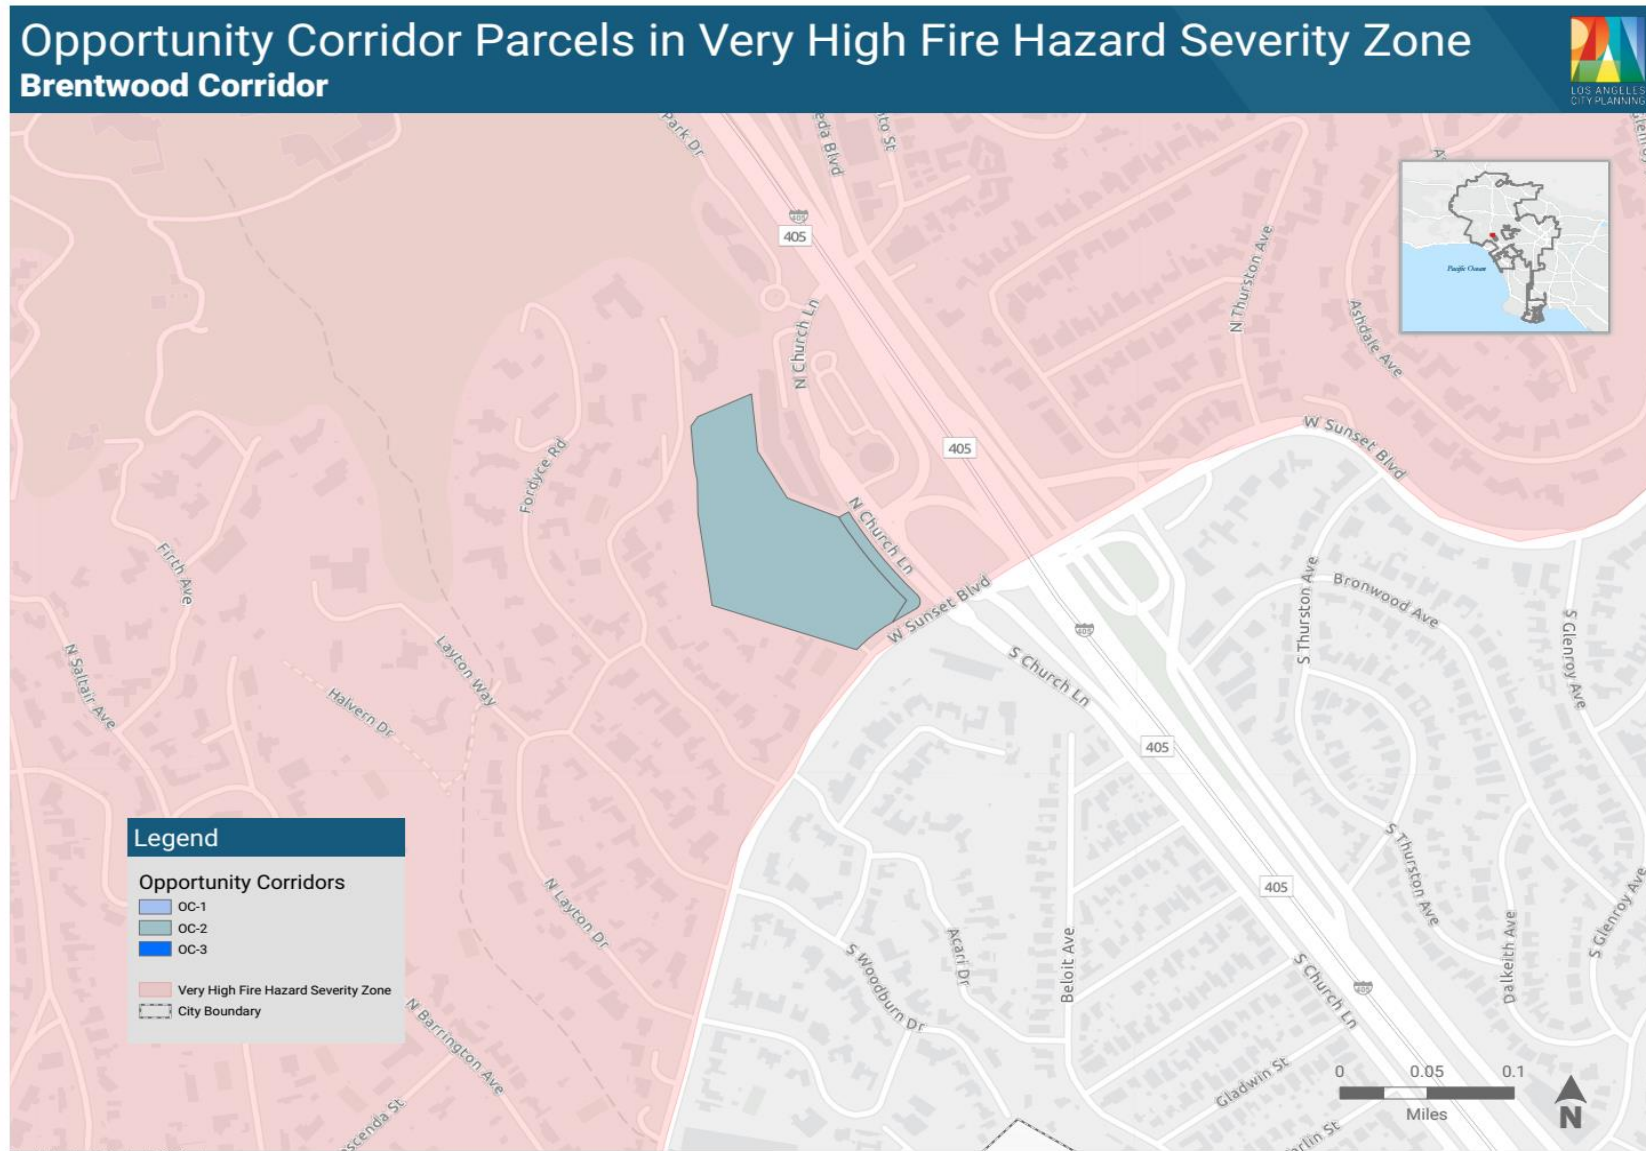 Opportunity Corridor Parcels in Very High Fire Hazard Severity Zone
Brentwood Corridor
LOS ANGELES
CITY PLANNING
Park Dr
405
405
N Church Ln
N Thurston Ave
Ashdale Ave
Pacific Ocean
W Sunset Blvd
405
Fordyce Rd
N Church Ln
Firth Ave
W Sunset Blvd
S Thurston Ave
Bronwood Ave
S Glenroy Ave
405
N Saltair Ave
Layton Way
Halvern Dr
S Church Ln
405
Legend
Opportunity Corridors
OC-1
OC-2
OC-3
Very High Fire Hazard Severity Zone
City Boundary
N Layton Dr
S Thurston Ave
405
S Glenroy Ave
Dalkeith Ave
Acari Dr
Beloit Ave
S Woodburn Dr
S Church Ln
405
N Barrington Ave
Gladwin St
0 0.05 0.1
Miles
N